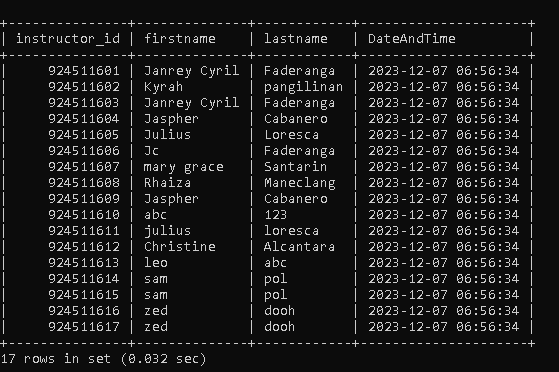 +---------------+--------------+------------+---------------------+
| instructor_id | firstname    | lastname   | DateAndTime         |
+---------------+--------------+------------+---------------------+
|     924511601 | Janrey Cyril | Faderanga  | 2023-12-07 06:56:34 |
|     924511602 | Kyrah        | pangilinan | 2023-12-07 06:56:34 |
|     924511603 | Janrey Cyril | Faderanga  | 2023-12-07 06:56:34 |
|     924511604 | Jaspher      | Cabanero   | 2023-12-07 06:56:34 |
|     924511605 | Julius       | Loresca    | 2023-12-07 06:56:34 |
|     924511606 | Jc           | Faderanga  | 2023-12-07 06:56:34 |
|     924511607 | mary grace   | Santarin   | 2023-12-07 06:56:34 |
|     924511608 | Rhaiza       | Maneclang  | 2023-12-07 06:56:34 |
|     924511609 | Jaspher      | Cabanero   | 2023-12-07 06:56:34 |
|     924511610 | abc          | 123        | 2023-12-07 06:56:34 |
|     924511611 | julius       | loresca    | 2023-12-07 06:56:34 |
|     924511612 | Christine    | Alcantara  | 2023-12-07 06:56:34 |
|     924511613 | leo          | abc        | 2023-12-07 06:56:34 |
|     924511614 | sam          | pol        | 2023-12-07 06:56:34 |
|     924511615 | sam          | pol        | 2023-12-07 06:56:34 |
|     924511616 | zed          | dooh       | 2023-12-07 06:56:34 |
|     924511617 | zed          | dooh       | 2023-12-07 06:56:34 |
+---------------+--------------+------------+---------------------+
17 rows in set (0.032 sec)